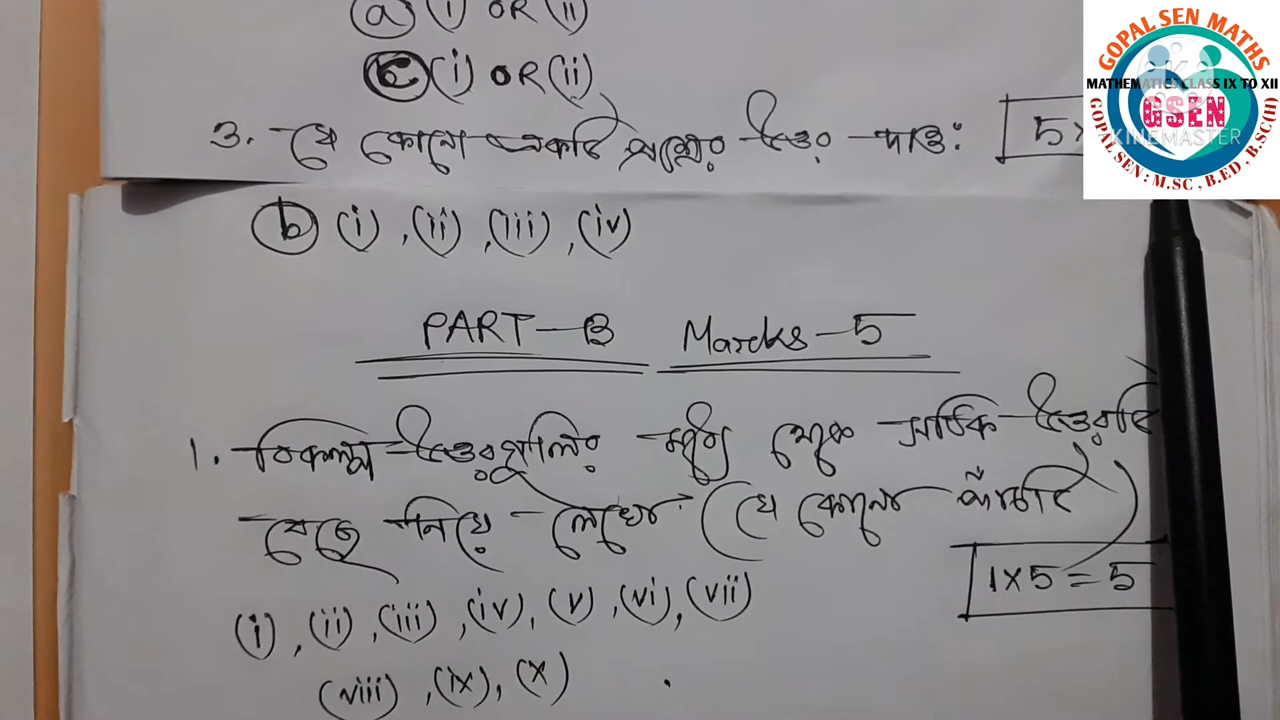 (a) (i) OR (ii)
(c) (i) OR (ii)
3. যে কোনো একটি প্রশ্নের উত্তর দাও:
5×
(b) (i), (ii), (iii), (iv)
PART-B Marcks-5
1. বিকল্প উত্তরগুলির মধ্যে থেকে সঠিক উত্তরটি
বেছে নিয়ে লেখো: (যে কোনো পাঁচটি)
1×5=5
(i), (ii), (iii), (iv), (v), (vi), (vii)
(viii), (ix), (x)
GOPAL SEN MATHS
MATHEMATICS CLASS IX TO XII
GSEN
KINEMASTER
GOPAL SEN: M.SC, B.ED, B.SC(H)